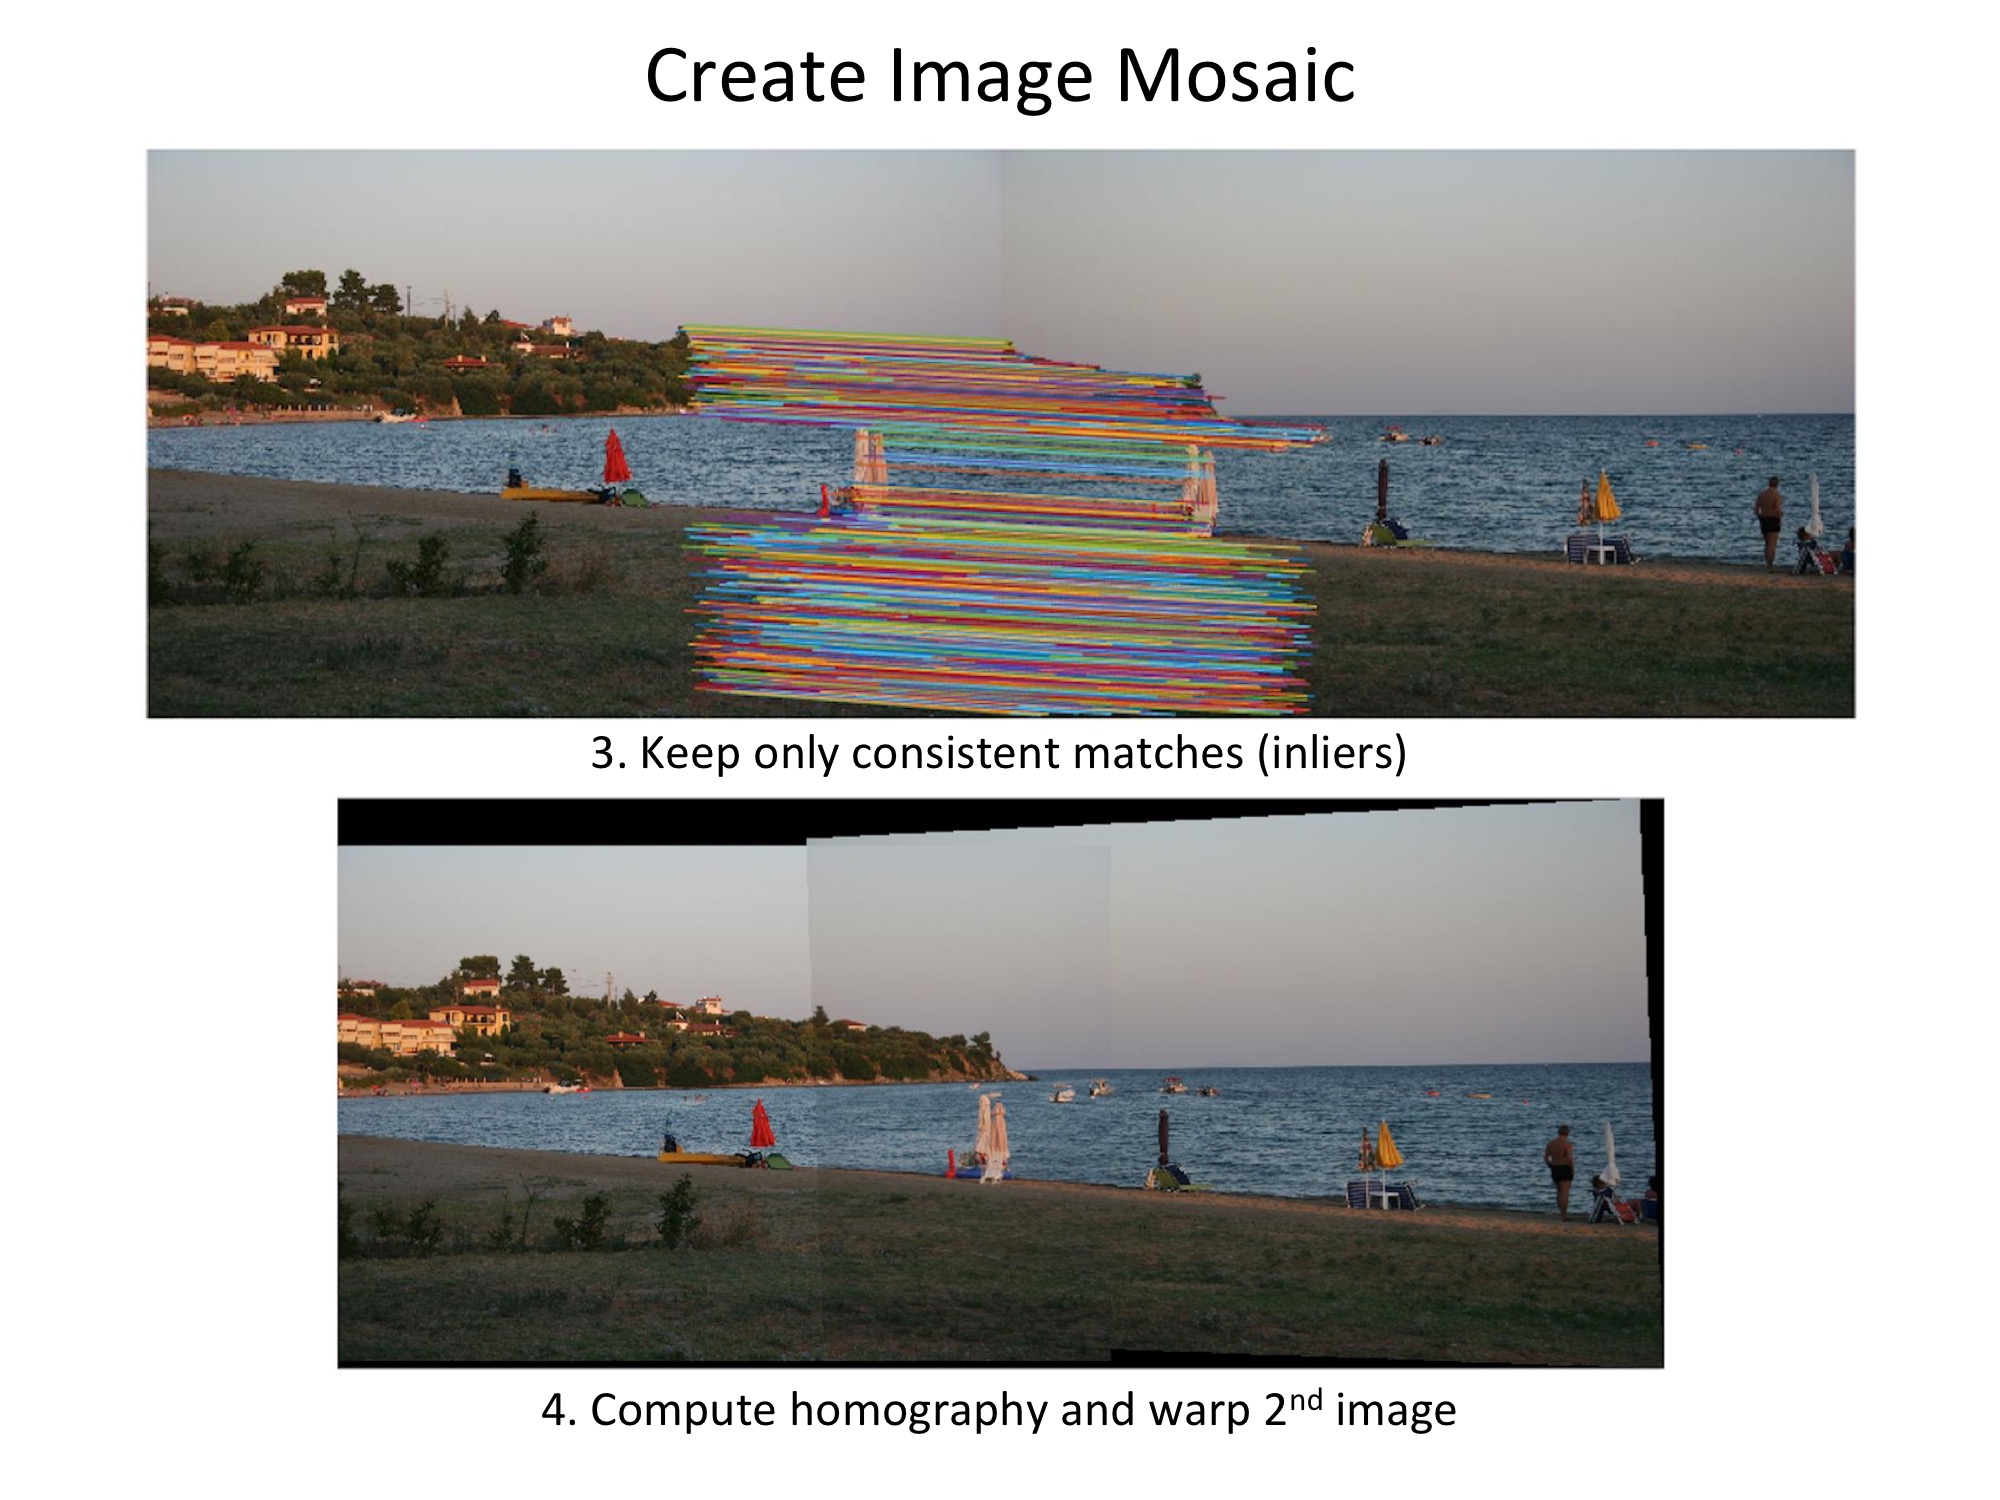 Create Image Mosaic
3. Keep only consistent matches (inliers)
4. Compute homography and warp 2nd image